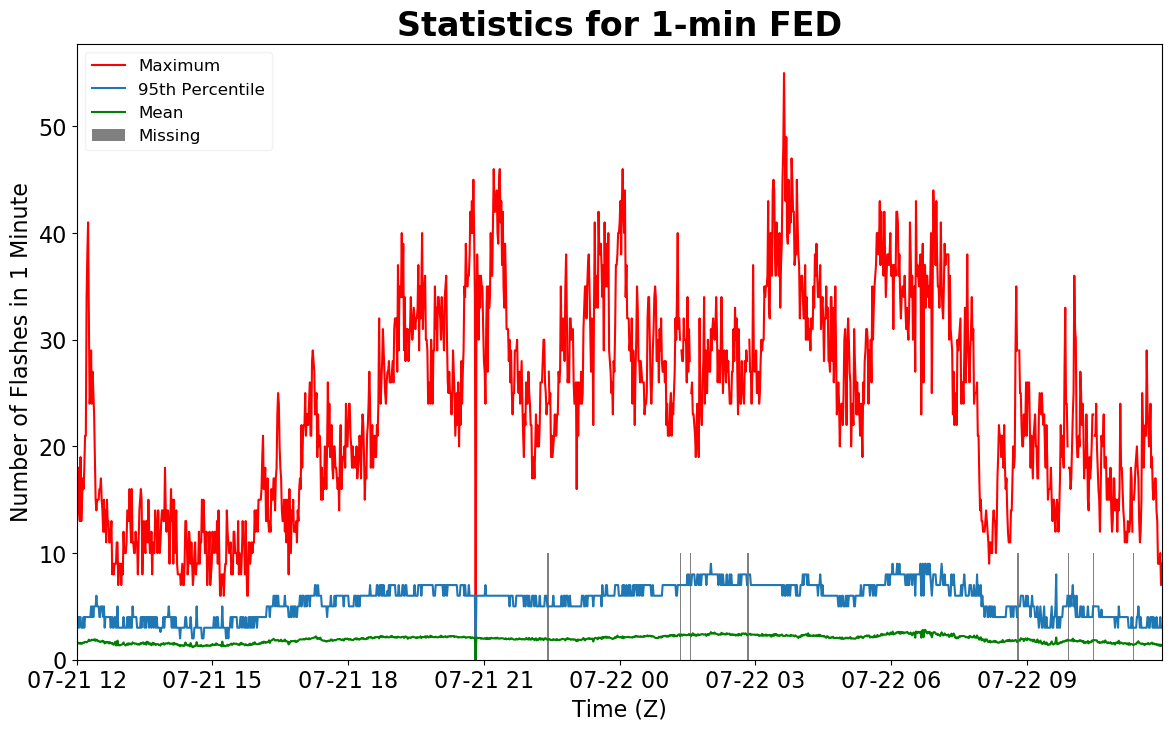 Statistics for 1-min FED
Maximum
95th Percentile
Mean
Missing
Number of Flashes in 1 Minute
50
40
30
20
10
0
07-21 12 07-21 15 07-21 18 07-21 21 07-22 00 07-22 03 07-22 06 07-22 09
Time (Z)